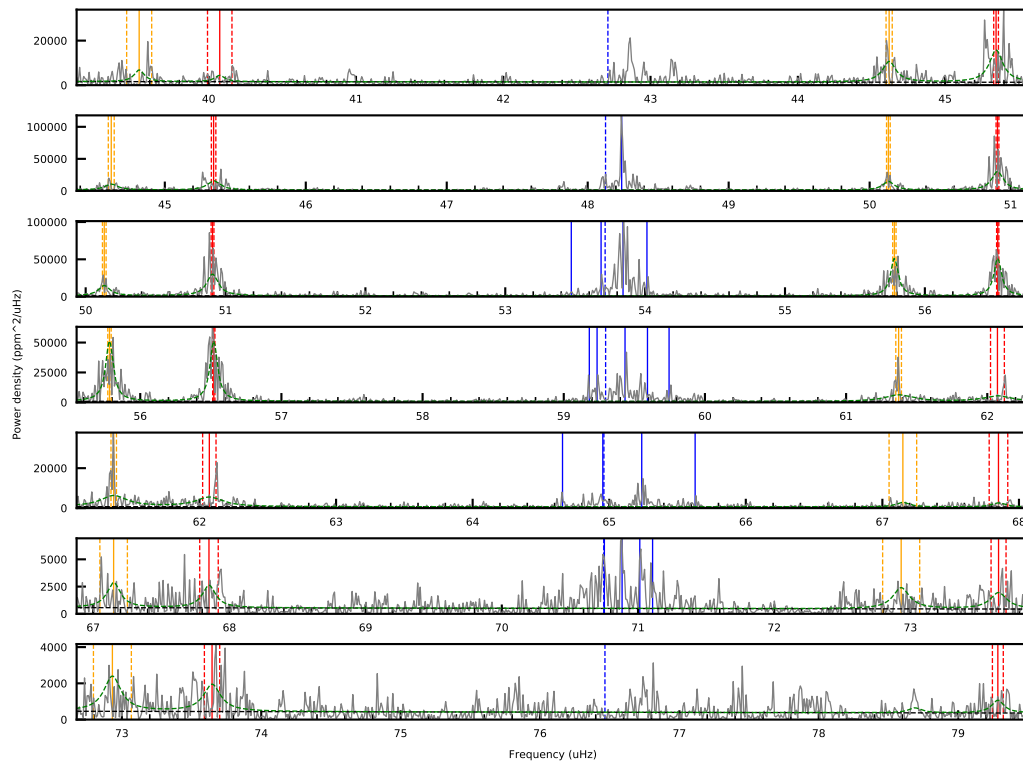 20000
0
40 41 42 43 44 45
100000
50000
0
45 46 47 48 49 50 51
100000
50000
0
50 51 52 53 54 55 56
50000
25000
0
56 57 58 59 60 61 62
20000
0
62 63 64 65 66 67 68
5000
2500
0
67 68 69 70 71 72 73
4000
2000
0
73 74 75 76 77 78 79
Power density (ppm^2/uHz)
Frequency (uHz)